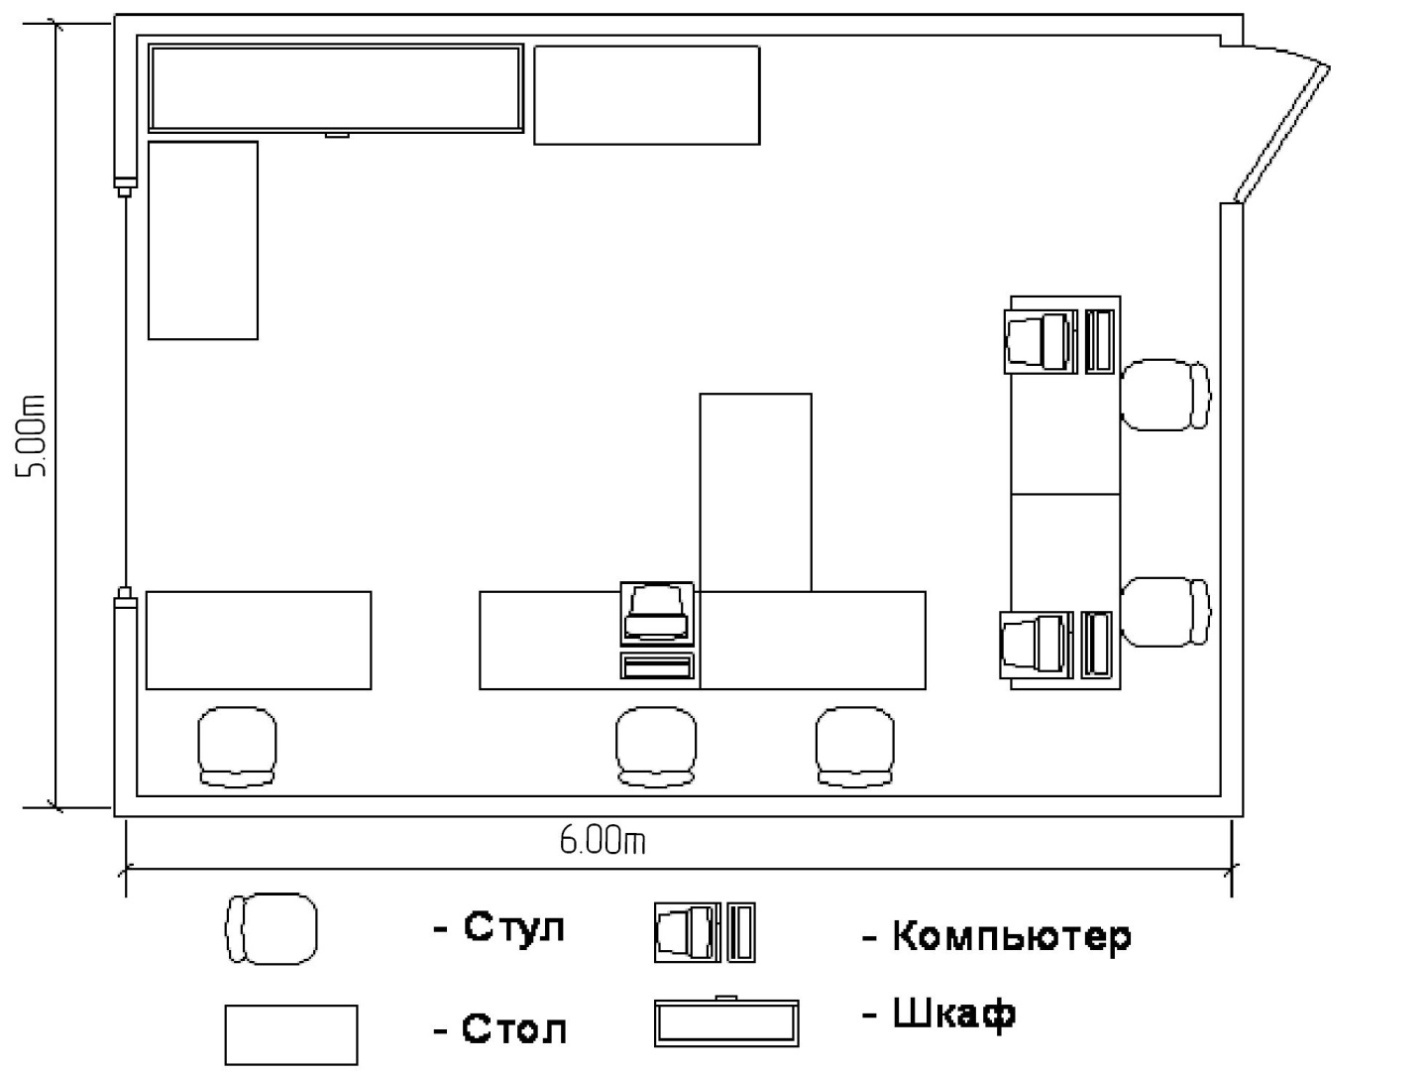 5.00m
6.00m
- Стул
- Компьютер
- Стол
- Шкаф